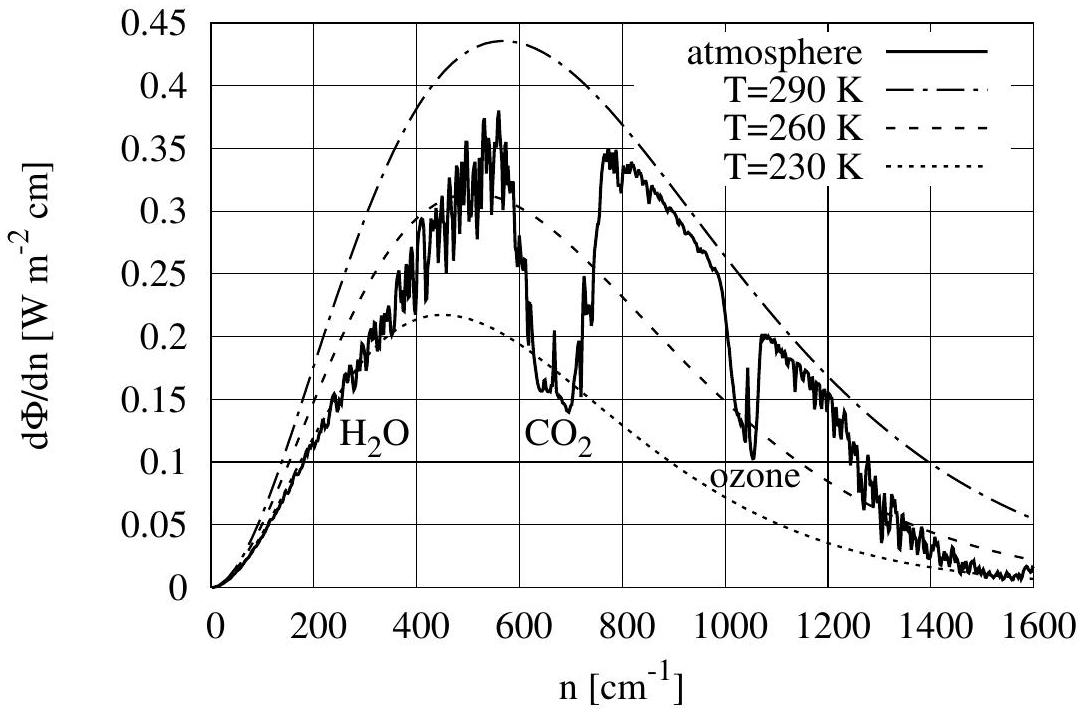 dΦ/dn [W m⁻² cm]
0.45
0.4
0.35
0.3
0.25
0.2
0.15
0.1
0.05
0
atmosphere
T=290 K
T=260 K
T=230 K
H₂O
CO₂
ozone
0 200 400 600 800 1000 1200 1400 1600
n [cm⁻¹]